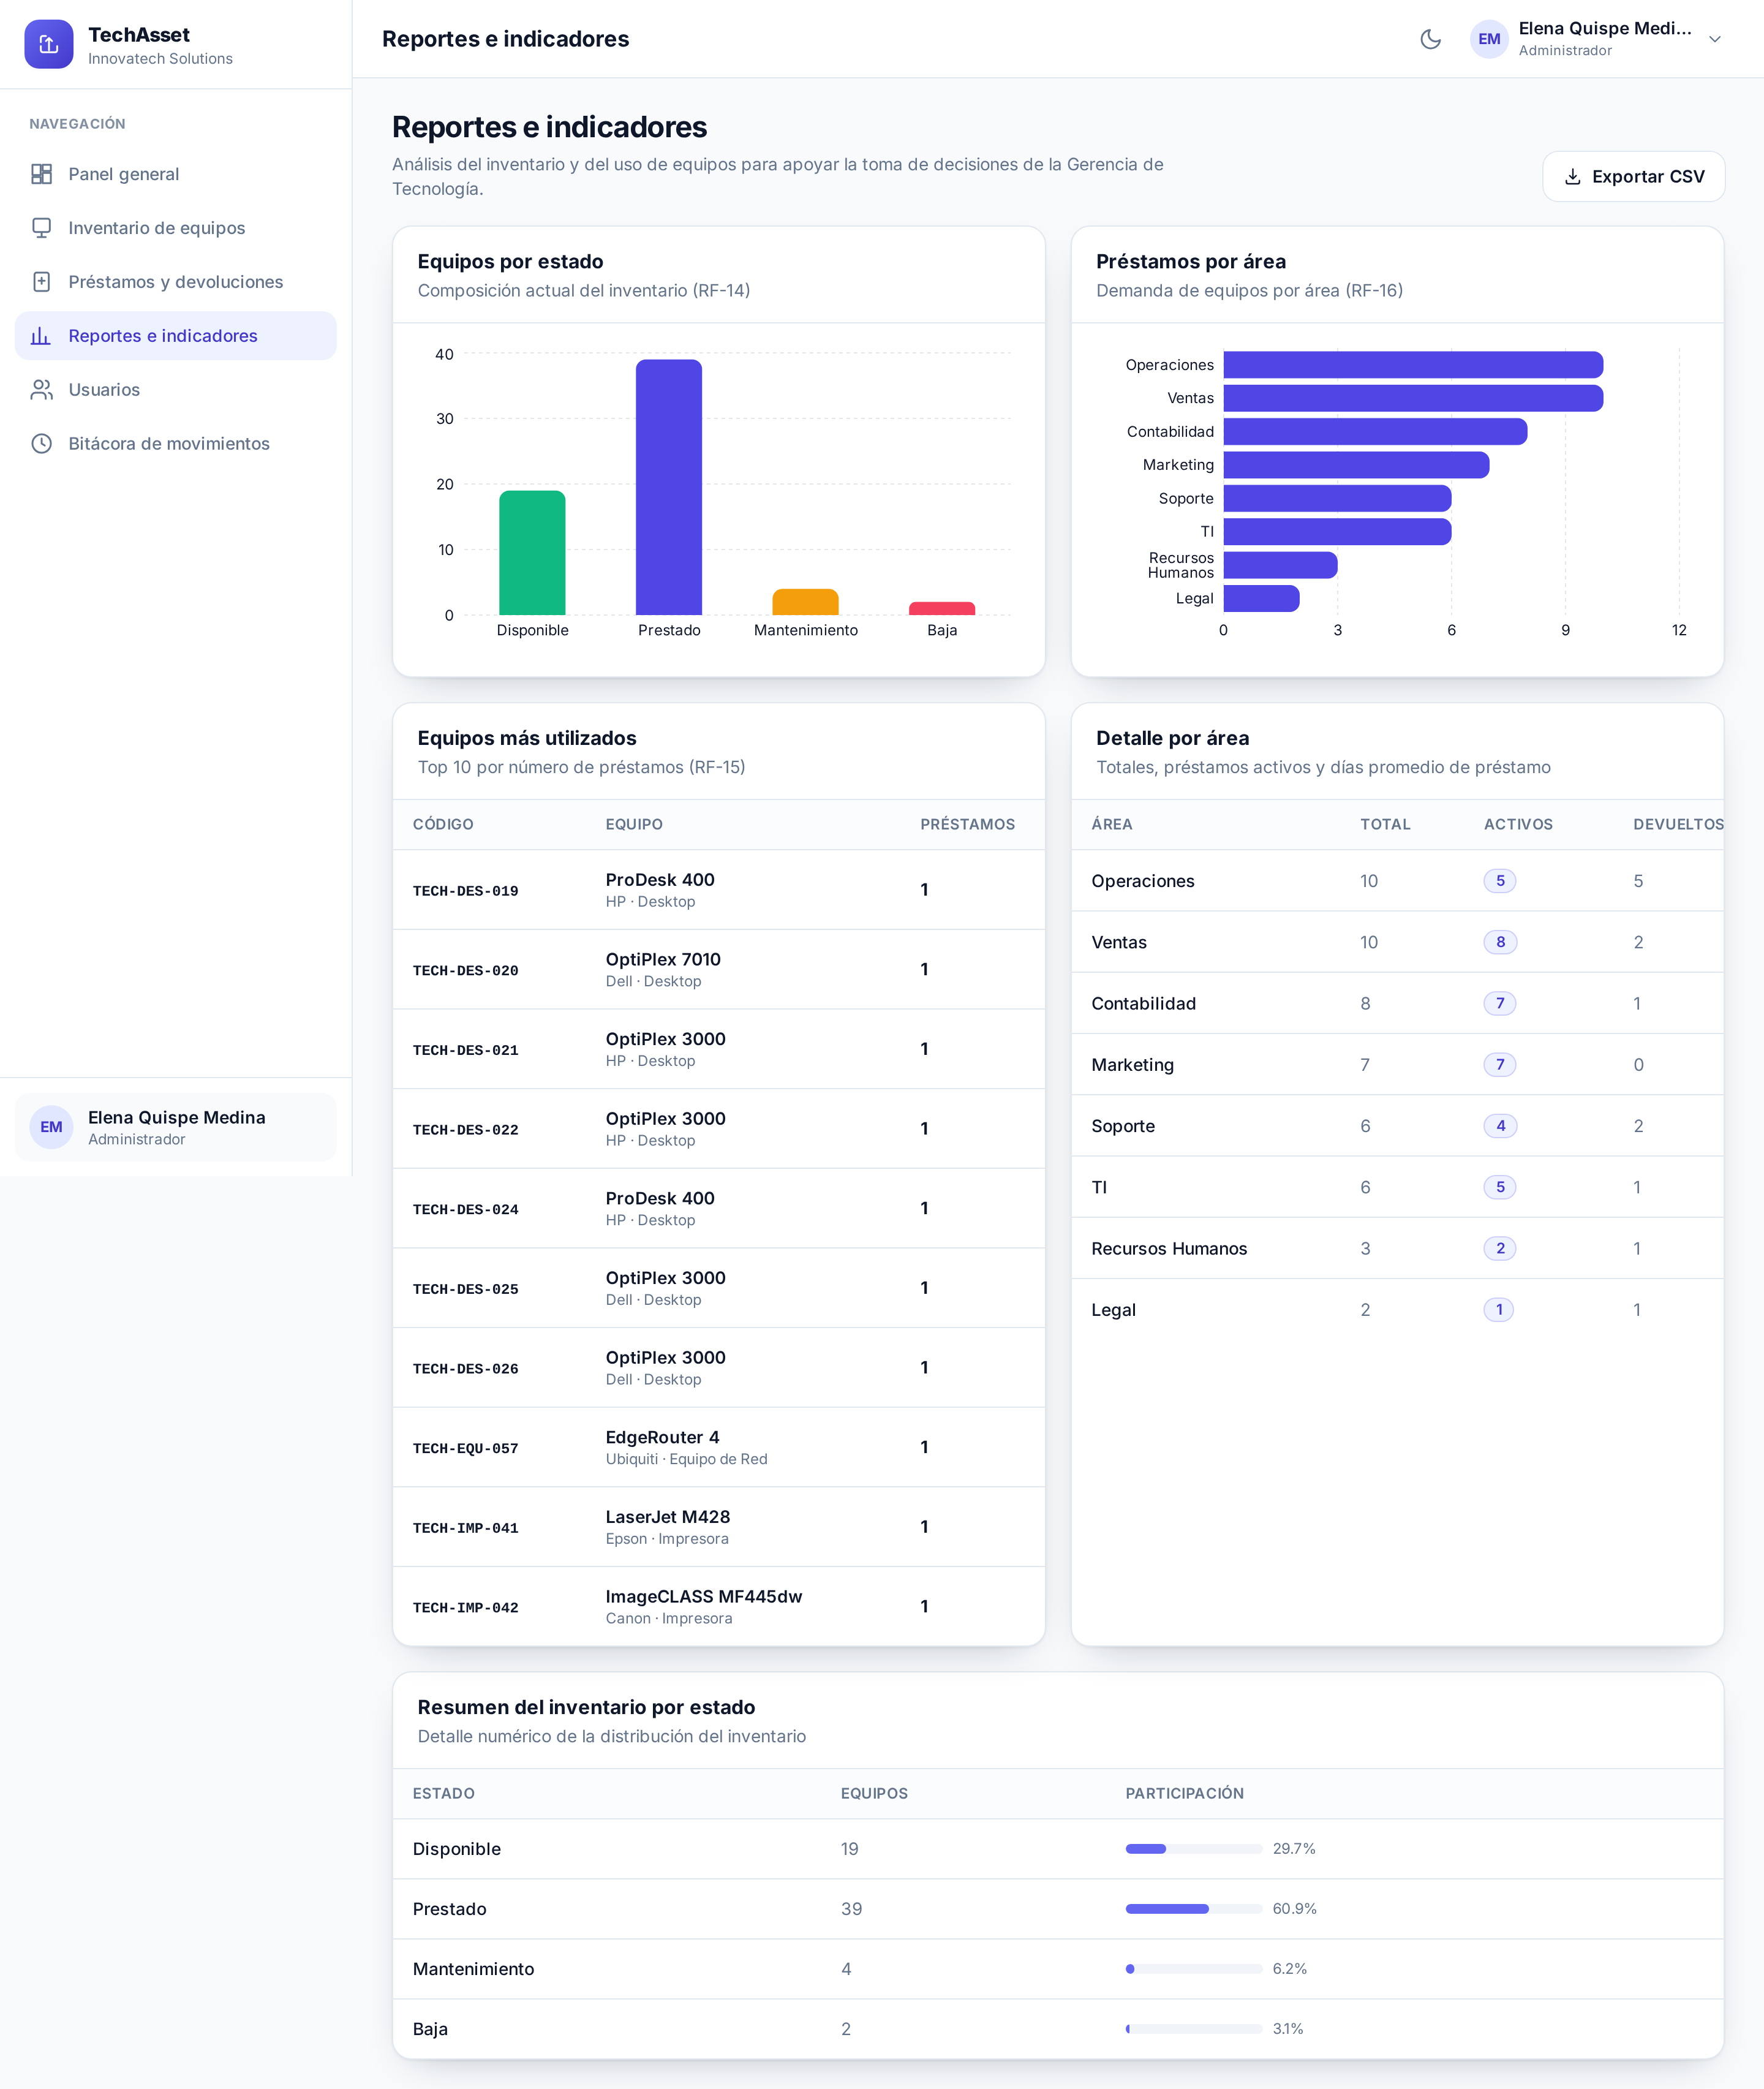 TechAsset
Innovatech Solutions
NAVEGACIÓN
Panel general
Inventario de equipos
Préstamos y devoluciones
Reportes e indicadores
Usuarios
Bitácora de movimientos
EM
Elena Quispe Medina
Administrador
Reportes e indicadores
EM
Elena Quispe Medi...
Administrador
Reportes e indicadores
Análisis del inventario y del uso de equipos para apoyar la toma de decisiones de la Gerencia de
Tecnología.
Exportar CSV
Equipos por estado
Composición actual del inventario (RF-14)
40
30
20
10
0
Disponible Prestado Mantenimiento Baja
Préstamos por área
Demanda de equipos por área (RF-16)
Operaciones
Ventas
Contabilidad
Marketing
Soporte
TI
Recursos
Humanos
Legal
0 3 6 9 12
Equipos más utilizados
Top 10 por número de préstamos (RF-15)
CÓDIGO EQUIPO PRÉSTAMOS
TECH-DES-019 ProDesk 400 1
HP · Desktop
TECH-DES-020 OptiPlex 7010 1
Dell · Desktop
TECH-DES-021 OptiPlex 3000 1
HP · Desktop
TECH-DES-022 OptiPlex 3000 1
HP · Desktop
TECH-DES-024 ProDesk 400 1
HP · Desktop
TECH-DES-025 OptiPlex 3000 1
Dell · Desktop
TECH-DES-026 OptiPlex 3000 1
Dell · Desktop
TECH-EQU-057 EdgeRouter 4 1
Ubiquiti · Equipo de Red
TECH-IMP-041 LaserJet M428 1
Epson · Impresora
TECH-IMP-042 ImageCLASS MF445dw 1
Canon · Impresora
Detalle por área
Totales, préstamos activos y días promedio de préstamo
ÁREA TOTAL ACTIVOS DEVUELTOS
Operaciones 10 5 5
Ventas 10 8 2
Contabilidad 8 7 1
Marketing 7 7 0
Soporte 6 4 2
TI 6 5 1
Recursos Humanos 3 2 1
Legal 2 1 1
Resumen del inventario por estado
Detalle numérico de la distribución del inventario
ESTADO EQUIPOS PARTICIPACIÓN
Disponible 19 29.7%
Prestado 39 60.9%
Mantenimiento 4 6.2%
Baja 2 3.1%